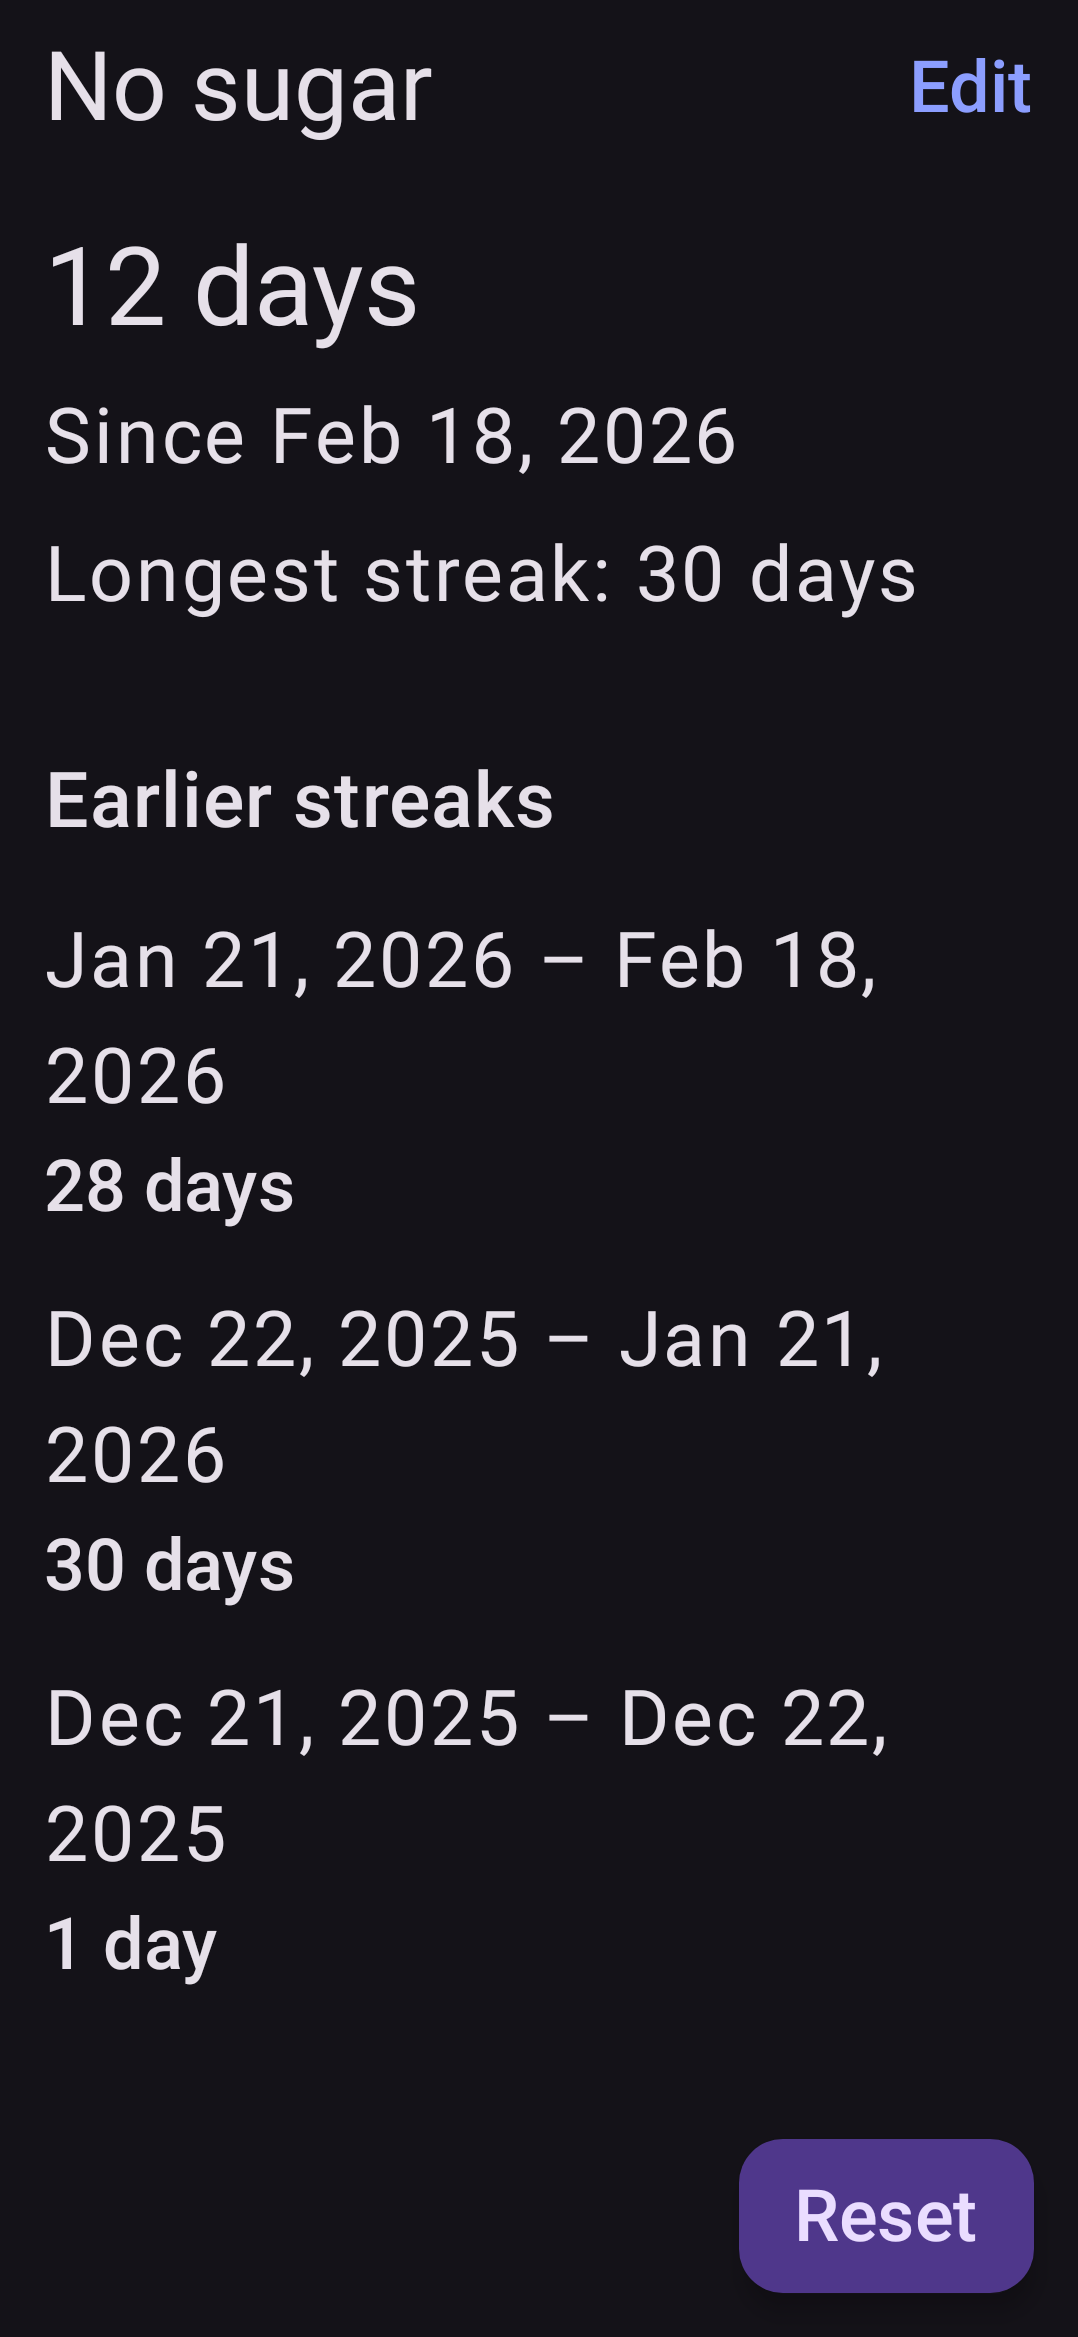 No sugar
Edit
12 days
Since Feb 18, 2026
Longest streak: 30 days
Earlier streaks
Jan 21, 2026 – Feb 18,
2026
28 days
Dec 22, 2025 – Jan 21,
2026
30 days
Dec 21, 2025 – Dec 22,
2025
1 day
Reset